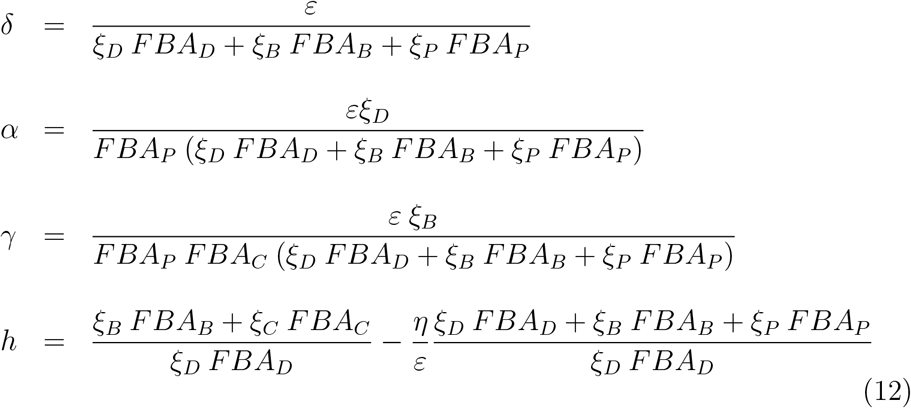 δ = ε / (ξ_D FBA_D + ξ_B FBA_B + ξ_P FBA_P)
α = εξ_D / (FBA_P (ξ_D FBA_D + ξ_B FBA_B + ξ_P FBA_P))
γ = ε ξ_B / (FBA_P FBA_C (ξ_D FBA_D + ξ_B FBA_B + ξ_P FBA_P))
h = (ξ_B FBA_B + ξ_C FBA_C) / (ξ_D FBA_D) − (η / ε) (ξ_D FBA_D + ξ_B FBA_B + ξ_P FBA_P) / (ξ_D FBA_D)
(12)